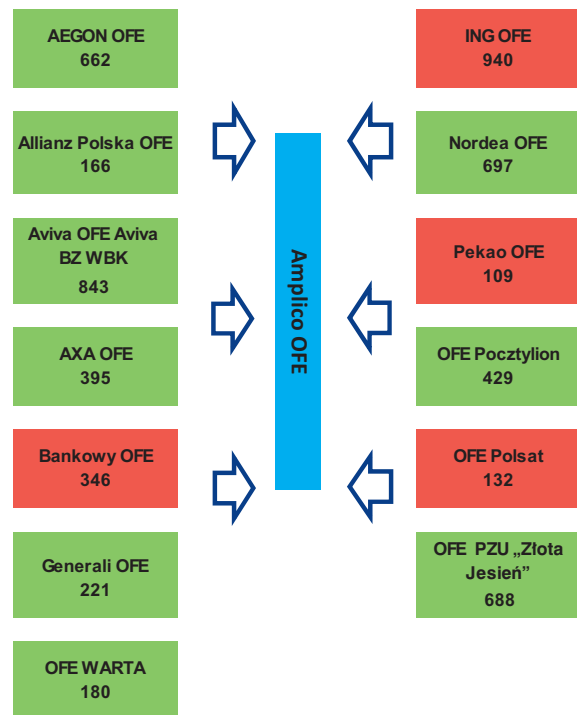 AEGON OFE
662
Allianz Polska OFE
166
Aviva OFE Aviva
BZ WBK
843
AXA OFE
395
Bankowy OFE
346
Generali OFE
221
OFE WARTA
180
Amplico OFE
ING OFE
940
Nordea OFE
697
Pekao OFE
109
OFE Pocztylion
429
OFE Polsat
132
OFE PZU „Złota
Jesień”
688